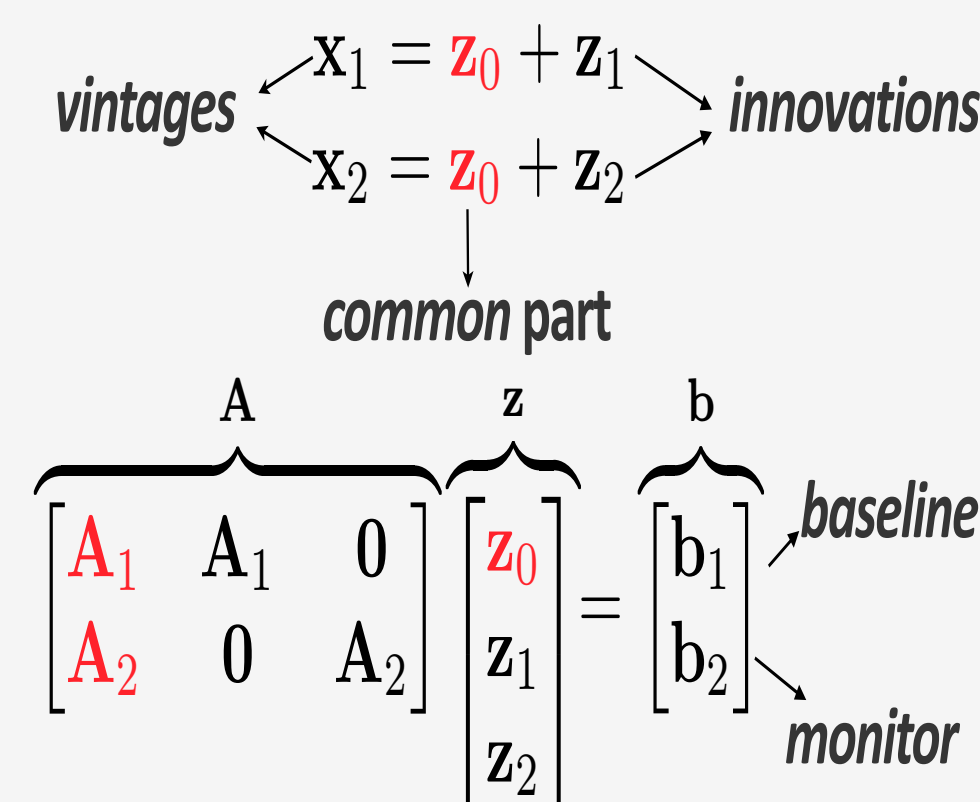 x₁ = z₀ + z₁
vintages
innovations
x₂ = z₀ + z₂
common part
A z b
A₁ A₁ 0
A₂ 0 A₂
z₀
z₁
z₂
=
b₁
b₂
baseline
monitor